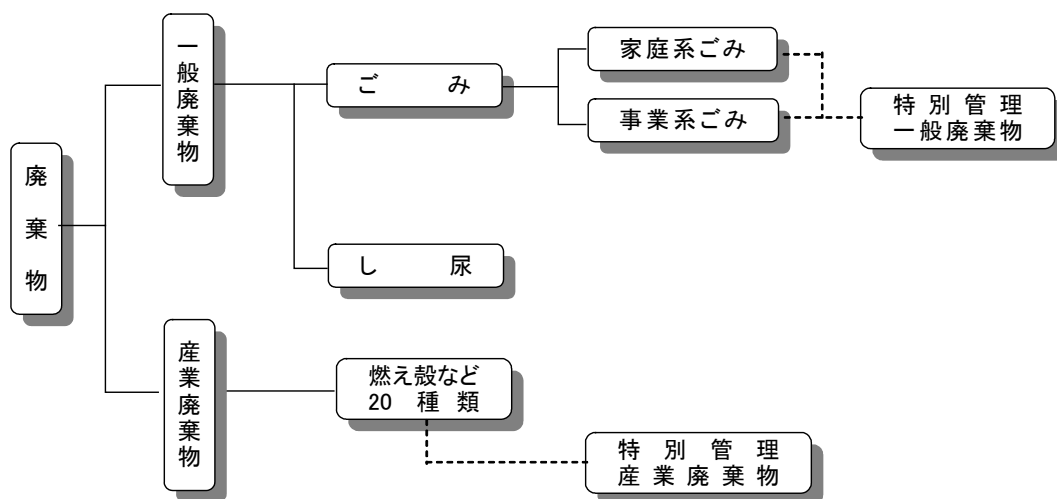 廃棄物
一般廃棄物
ごみ
家庭系ごみ
事業系ごみ
特別管理
一般廃棄物
し尿
産業廃棄物
燃え殻など
20 種類
特別管理
産業廃棄物